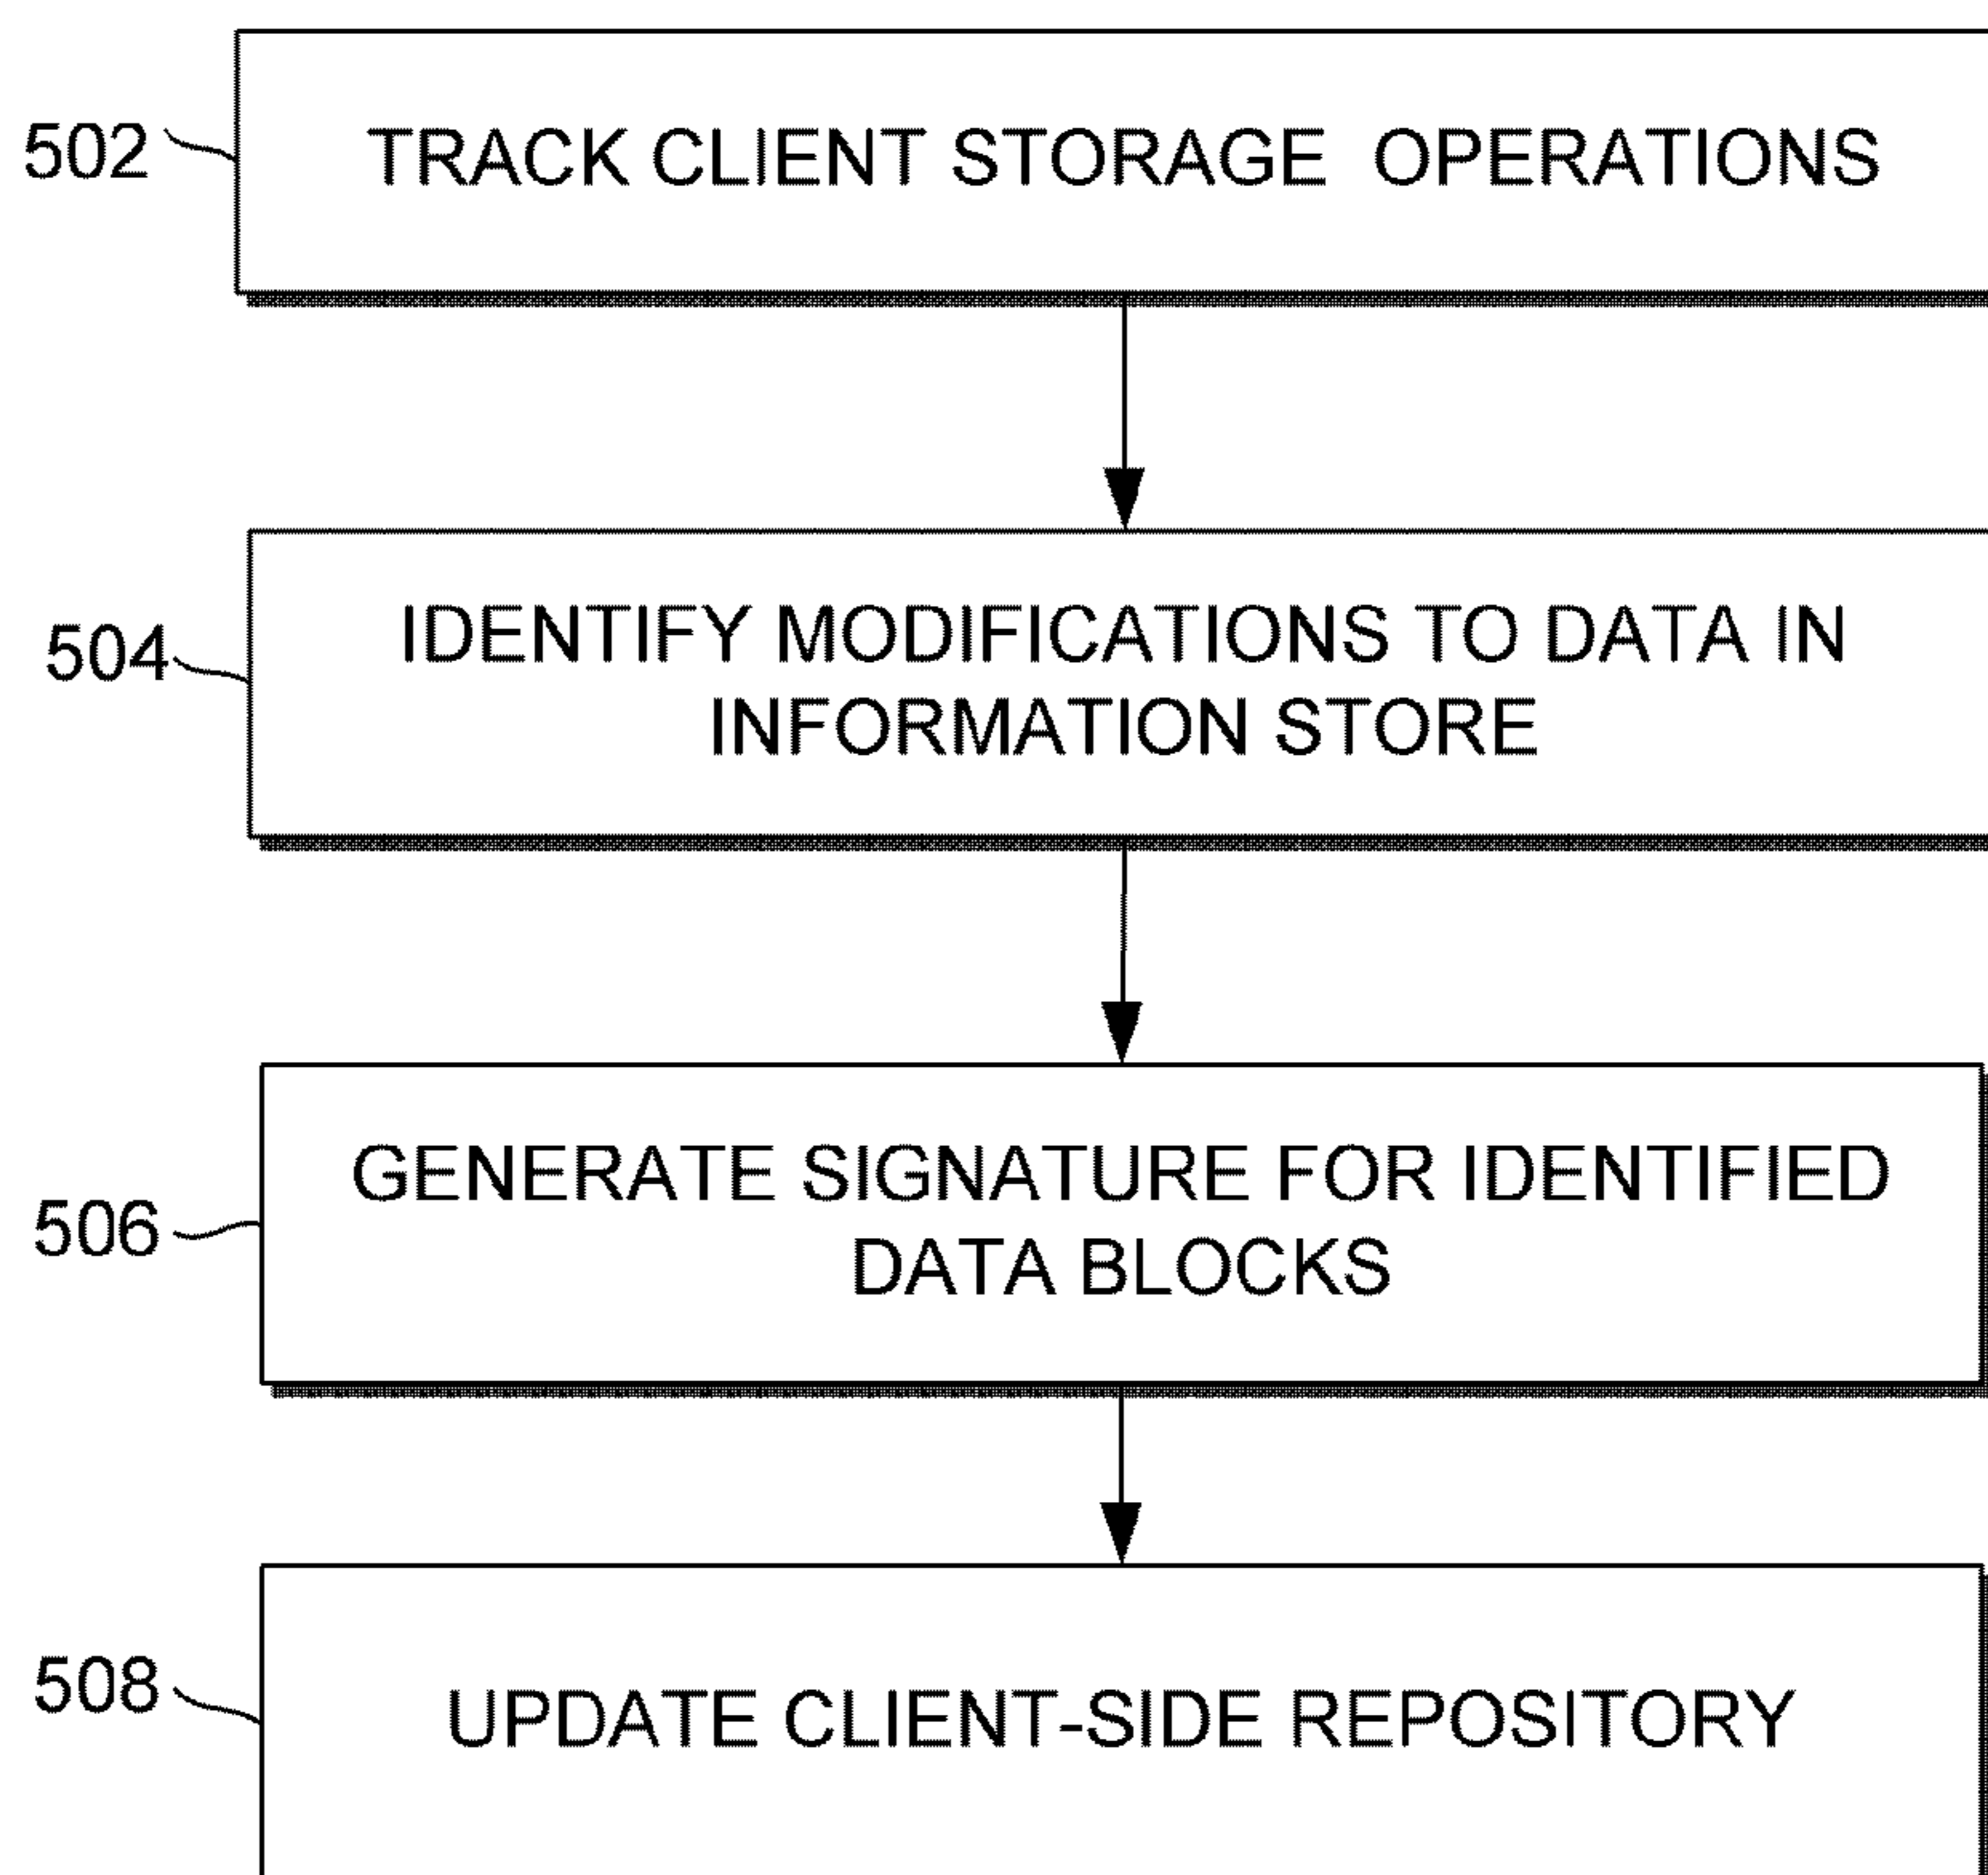 502
TRACK CLIENT STORAGE OPERATIONS
504
IDENTIFY MODIFICATIONS TO DATA IN
INFORMATION STORE
506
GENERATE SIGNATURE FOR IDENTIFIED
DATA BLOCKS
508
UPDATE CLIENT-SIDE REPOSITORY